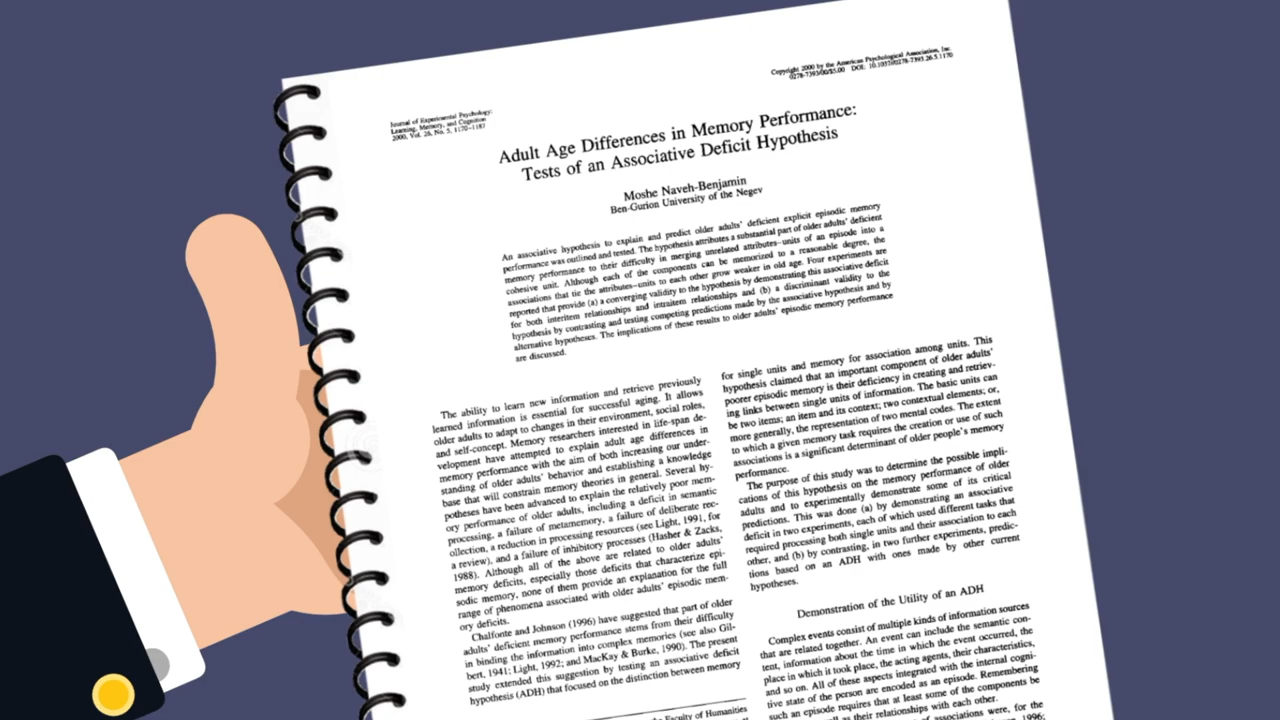 Journal of Experimental Psychology:
Learning, Memory, and Cognition
2000, Vol. 26, No. 5, 1170–1187
Copyright 2000 by the American Psychological Association, Inc.
0278-7393/00/$5.00 DOI: 10.1037//0278-7393.26.5.1170
Adult Age Differences in Memory Performance:
Tests of an Associative Deficit Hypothesis
Moshe Naveh-Benjamin
Ben-Gurion University of the Negev
An associative hypothesis to explain and predict older adults' deficient explicit episodic memory
performance was outlined and tested. The hypothesis attributes a substantial part of older adults' deficient
memory performance to their difficulty in merging unrelated attributes–units of an episode into a
cohesive unit. Although each of the components can be memorized to a reasonable degree, the
associations that tie the attributes–units to each other grow weaker in old age. Four experiments are
reported that provide (a) a converging validity to the hypothesis by demonstrating this associative deficit
for both interitem relationships and intraitem relationships and (b) a discriminant validity to the
hypothesis by contrasting and testing competing predictions made by the associative hypothesis and by
alternative hypotheses. The implications of these results to older adults' episodic memory performance
are discussed.
The ability to learn new information and retrieve previously
learned information is essential for successful aging. It allows
older adults to adapt to changes in their environment, social roles,
and self-concept. Memory researchers interested in life-span de-
velopment have attempted to explain adult age differences in
memory performance with the aim of both increasing our under-
standing of older adults' behavior and establishing a knowledge
base that will constrain memory theories in general. Several hy-
potheses have been advanced to explain the relatively poor mem-
ory performance of older adults, including a deficit in semantic
processing, a failure of metamemory, a failure of deliberate rec-
ollection, a reduction in processing resources (see Light, 1991, for
a review), and a failure of inhibitory processes (Hasher & Zacks,
1988). Although all of the above are related to older adults'
memory deficits, especially those deficits that characterize epi-
sodic memory, none of them provide an explanation for the full
range of phenomena associated with older adults' episodic mem-
ory deficits.
Chalfonte and Johnson (1996) have suggested that part of older
adults' deficient memory performance stems from their difficulty
in binding the information into complex memories (see also Gil-
bert, 1941; Light, 1992; and MacKay & Burke, 1990). The present
study extended this suggestion by testing an associative deficit
hypothesis (ADH) that focused on the distinction between memory
the Faculty of Humanities
for single units and memory for association among units. This
hypothesis claimed that an important component of older adults'
poorer episodic memory is their deficiency in creating and retriev-
ing links between single units of information. The basic units can
be two items; an item and its context; two contextual elements; or,
more generally, the representation of two mental codes. The extent
to which a given memory task requires the creation or use of such
associations is a significant determinant of older people's memory
performance.
The purpose of this study was to determine the possible impli-
cations of this hypothesis on the memory performance of older
adults and to experimentally demonstrate some of its critical
predictions. This was done (a) by demonstrating an associative
deficit in two experiments, each of which used different tasks that
required processing both single units and their association to each
other, and (b) by contrasting, in two further experiments, predic-
tions based on an ADH with ones made by other current
hypotheses.
Demonstration of the Utility of an ADH
Complex events consist of multiple kinds of information sources
that are related together. An event can include the semantic con-
tent, information about the time in which the event occurred, the
place in which it took place, the acting agents, their characteristics,
and so on. All of these aspects integrated with the internal cogni-
tive state of the person are encoded as an episode. Remembering
such an episode requires that at least some of the components be
as their relationships with each other.
of associations were, for the
1996;